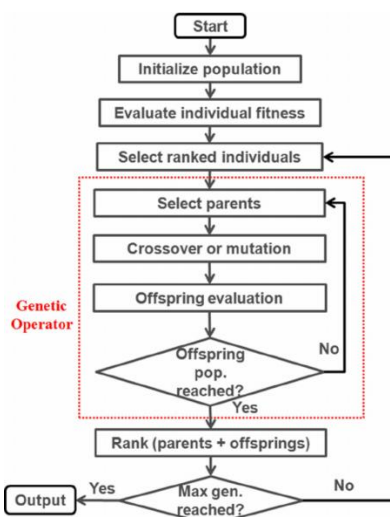 Start
Initialize population
Evaluate individual fitness
Select ranked individuals
Select parents
Crossover or mutation
Offspring evaluation
Genetic
Operator
Offspring
pop.
reached?
No
Yes
Rank (parents + offsprings)
Output
Yes
Max gen.
reached?
No